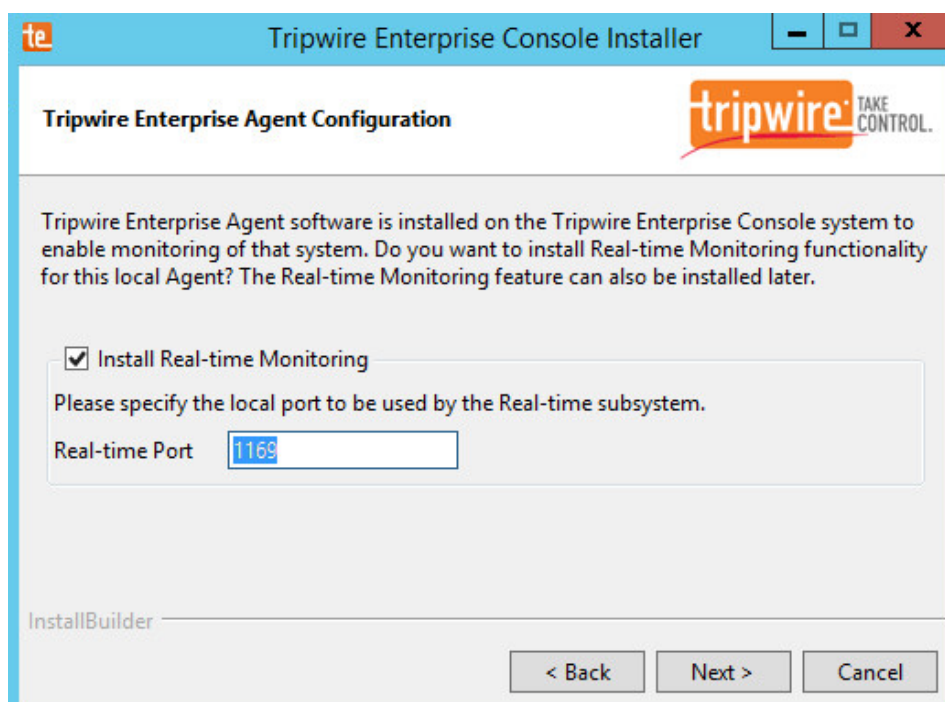 te
Tripwire Enterprise Console Installer
Tripwire Enterprise Agent Configuration
tripwire
TAKE
CONTROL.
Tripwire Enterprise Agent software is installed on the Tripwire Enterprise Console system to
enable monitoring of that system. Do you want to install Real-time Monitoring functionality
for this local Agent? The Real-time Monitoring feature can also be installed later.
Install Real-time Monitoring
Please specify the local port to be used by the Real-time subsystem.
Real-time Port 1169
InstallBuilder
< Back Next > Cancel